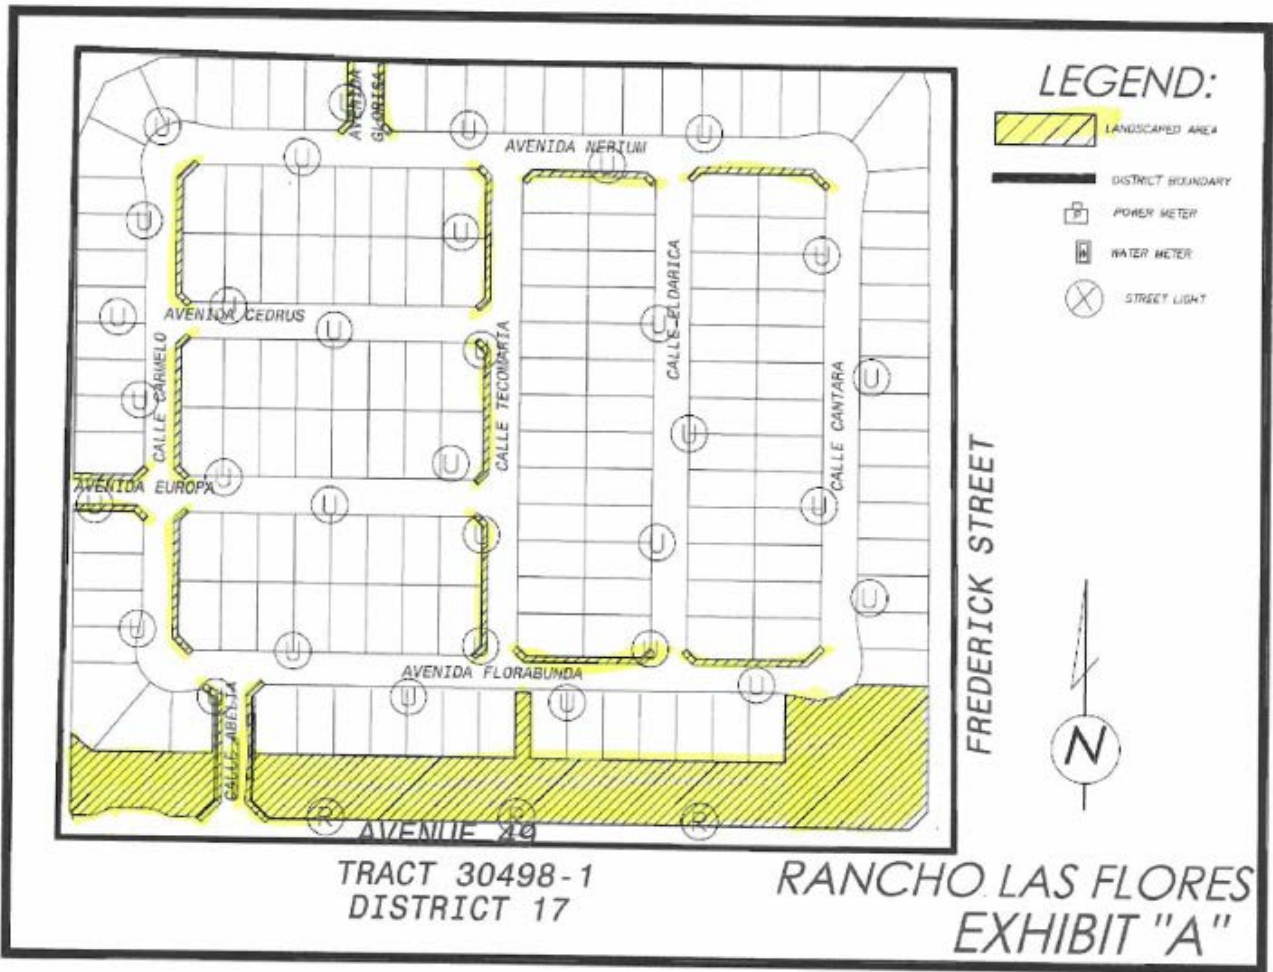 LEGEND:
LANDSCAPED AREA
DISTRICT BOUNDARY
P
POWER METER
W
WATER METER
STREET LIGHT
AVENIDA
GLORISA
U
U
U
U
AVENIDA NERIUM
U
U
U
U
U
U
AVENIDA CEDRUS
U
U
U
CALLE ELDARICA
U
U
CALLE CARMELO
CALLE TECOMARIA
U
CALLE CANTARA
U
U
U
U
AVENIDA EUROPA
U
U
U
U
U
U
U
U
U
U
AVENIDA FLORABUNDA
U
CALLE ABELIA
U
U
U
U
R
R
R
AVENUE 49
FREDERICK STREET
N
TRACT 30498-1
DISTRICT 17
RANCHO LAS FLORES
EXHIBIT "A"